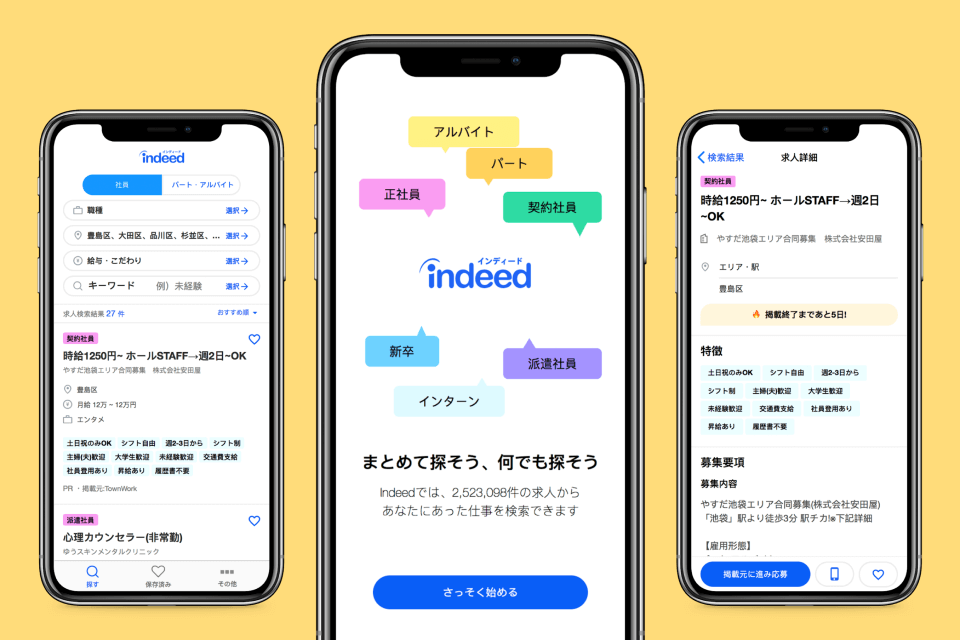 インディード
indeed
社員
パート・アルバイト
職種
選択→
豊島区、大田区、品川区、杉並区、...
選択→
給与・こだわり
選択→
キーワード 例）未経験
選択→
求人検索結果 27 件
おすすめ順
契約社員
時給1250円~ ホールSTAFF→週2日~OK
やすだ池袋エリア合同募集 株式会社安田屋
豊島区
月給 12万 ~ 12万円
エンタメ
土日祝のみOK シフト自由 週2-3日から シフト制
主婦(夫)歓迎 大学生歓迎 未経験歓迎 交通費支給
社員登用あり 昇給あり 履歴書不要
PR ・掲載元:TownWork
派遣社員
心理カウンセラー(非常勤)
ゆうスキンメンタルクリニック
探す
保存済み
その他
アルバイト
パート
正社員
契約社員
インディード
indeed
新卒
派遣社員
インターン
まとめて探そう、何でも探そう
Indeedでは、2,523,098件の求人から
あなたにあった仕事を検索できます
さっそく始める
検索結果
求人詳細
契約社員
時給1250円~ ホールSTAFF→週2日
~OK
やすだ池袋エリア合同募集 株式会社安田屋
エリア・駅
豊島区
掲載終了まであと5日!
特徴
土日祝のみOK シフト自由 週2-3日から
シフト制 主婦(夫)歓迎 大学生歓迎
未経験歓迎 交通費支給 社員登用あり
昇給あり 履歴書不要
募集要項
募集内容
やすだ池袋エリア合同募集(株式会社安田屋)
「池袋」駅より徒歩3分 駅チカ!※下記詳細
【雇用形態】
掲載元に進み応募